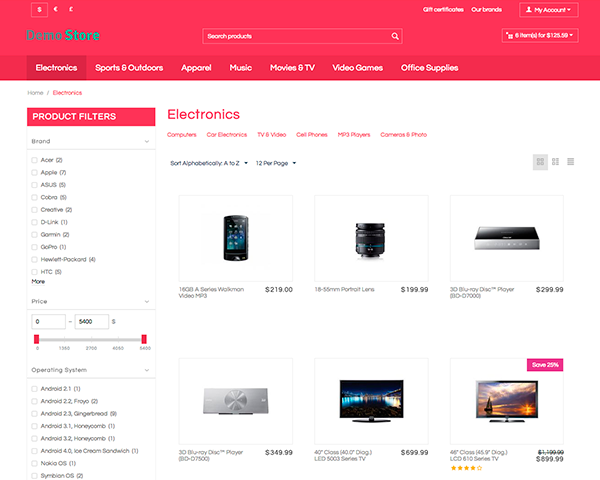 $ € £ Gift certificates Our brands My Account
Demo Store Search products 6 item(s) for $125.59
Electronics Sports & Outdoors Apparel Music Movies & TV Video Games Office Supplies
Home / Electronics
PRODUCT FILTERS
Brand
Acer (2)
Apple (7)
ASUS (5)
Cobra (5)
Creative (2)
D-Link (1)
Garmin (2)
GoPro (1)
Hewlett-Packard (4)
HTC (5)
More
Price
0 – 5400 $
0 1350 2700 4050 5400
Operating System
Android 2.1 (1)
Android 2.2, Froyo (2)
Android 2.3, Gingerbread (9)
Android 3.1, Honeycomb (1)
Android 3.2, Honeycomb (1)
Android 4.0, Ice Cream Sandwich (1)
Nokia OS (1)
Symbian OS (2)
Electronics
Computers Car Electronics TV & Video Cell Phones MP3 Players Cameras & Photo
Sort Alphabetically: A to Z 12 Per Page
16GB A Series Walkman
Video MP3
$219.00
18-55mm Portrait Lens
$199.99
3D Blu-ray Disc™ Player
(BD-D7000)
$299.99
3D Blu-ray Disc™ Player
(BD-D7500)
$349.99
40" Class (40.0" Diag.)
LED 5003 Series TV
$699.99
Save 25%
46" Class (45.9" Diag.)
LCD 610 Series TV
$1,199.99
$899.99